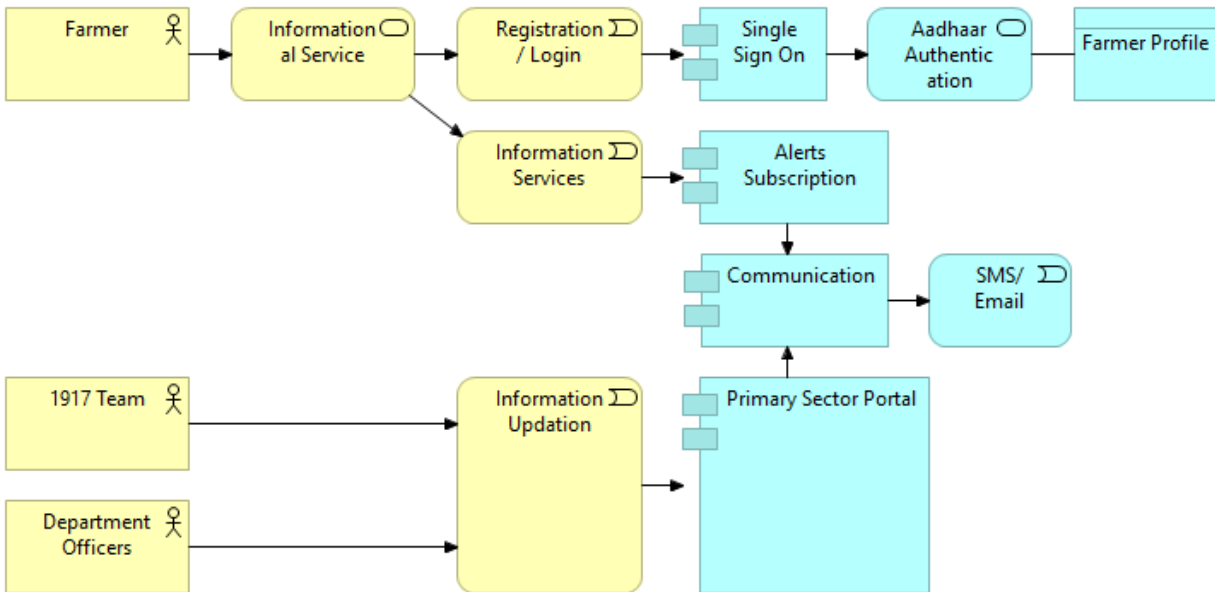 Farmer
Information
al Service
Registration
/ Login
Single
Sign On
Aadhaar
Authentic
ation
Farmer Profile
Information
Services
Alerts
Subscription
Communication
SMS/
Email
1917 Team
Information
Updation
Primary Sector Portal
Department
Officers